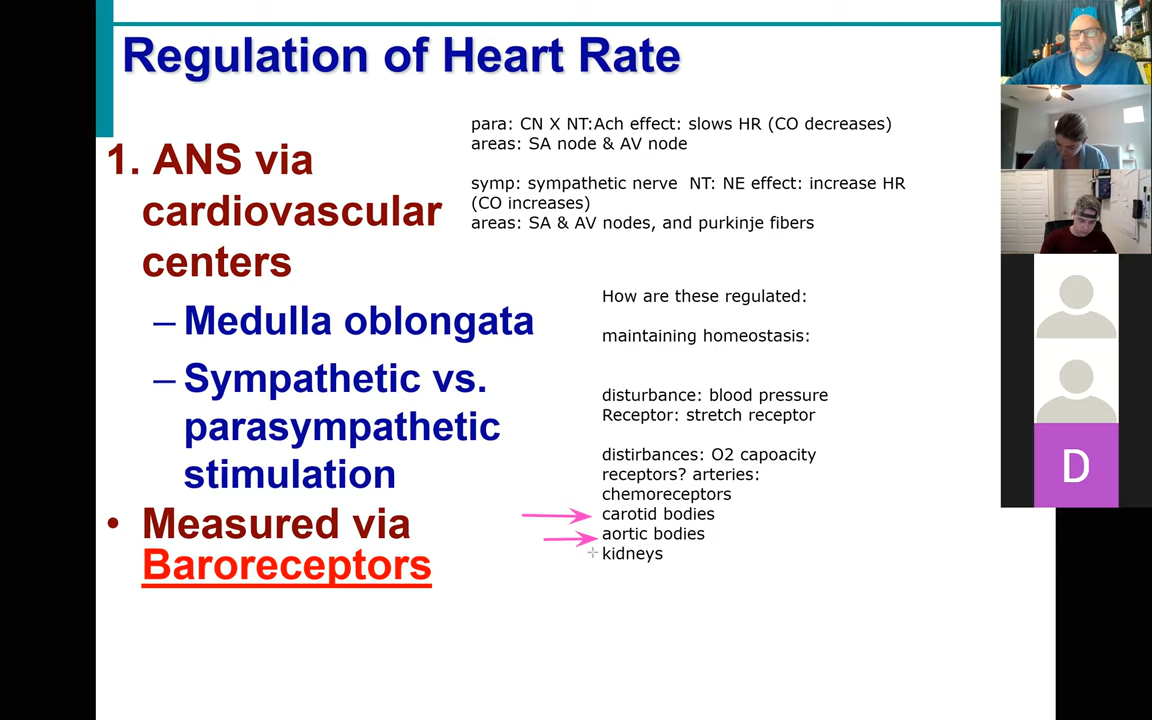 Regulation of Heart Rate
1. ANS via
cardiovascular
centers
– Medulla oblongata
– Sympathetic vs.
parasympathetic
stimulation
• Measured via
Baroreceptors
para: CN X NT:Ach effect: slows HR (CO decreases)
areas: SA node & AV node
symp: sympathetic nerve  NT: NE effect: increase HR
(CO increases)
areas: SA & AV nodes, and purkinje fibers
How are these regulated:
maintaining homeostasis:
disturbance: blood pressure
Receptor: stretch receptor
distirbances: O2 capoacity
receptors? arteries:
chemoreceptors
carotid bodies
aortic bodies
kidneys
D